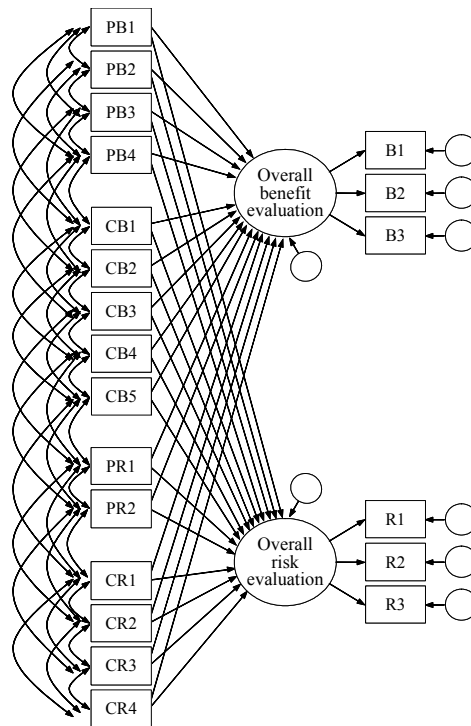 PB1
PB2
PB3
PB4
CB1
CB2
CB3
CB4
CB5
PR1
PR2
CR1
CR2
CR3
CR4
Overall
benefit
evaluation
B1
B2
B3
Overall
risk
evaluation
R1
R2
R3